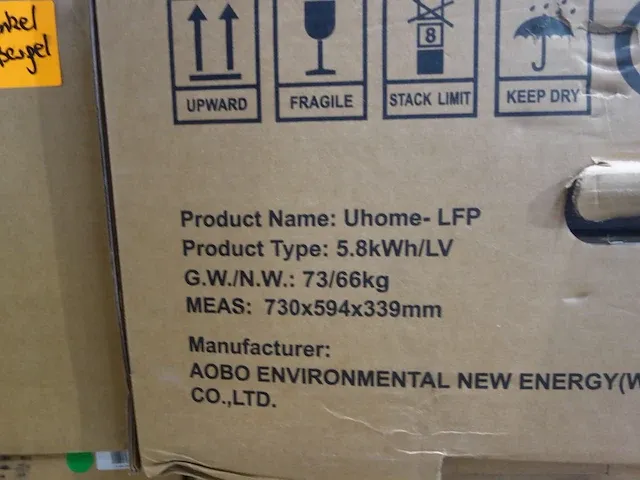 UPWARD
FRAGILE
8
STACK LIMIT
KEEP DRY
Product Name: Uhome- LFP
Product Type: 5.8kWh/LV
G.W./N.W.: 73/66kg
MEAS: 730x594x339mm
Manufacturer:
AOBO ENVIRONMENTAL NEW ENERGY(W
CO.,LTD.